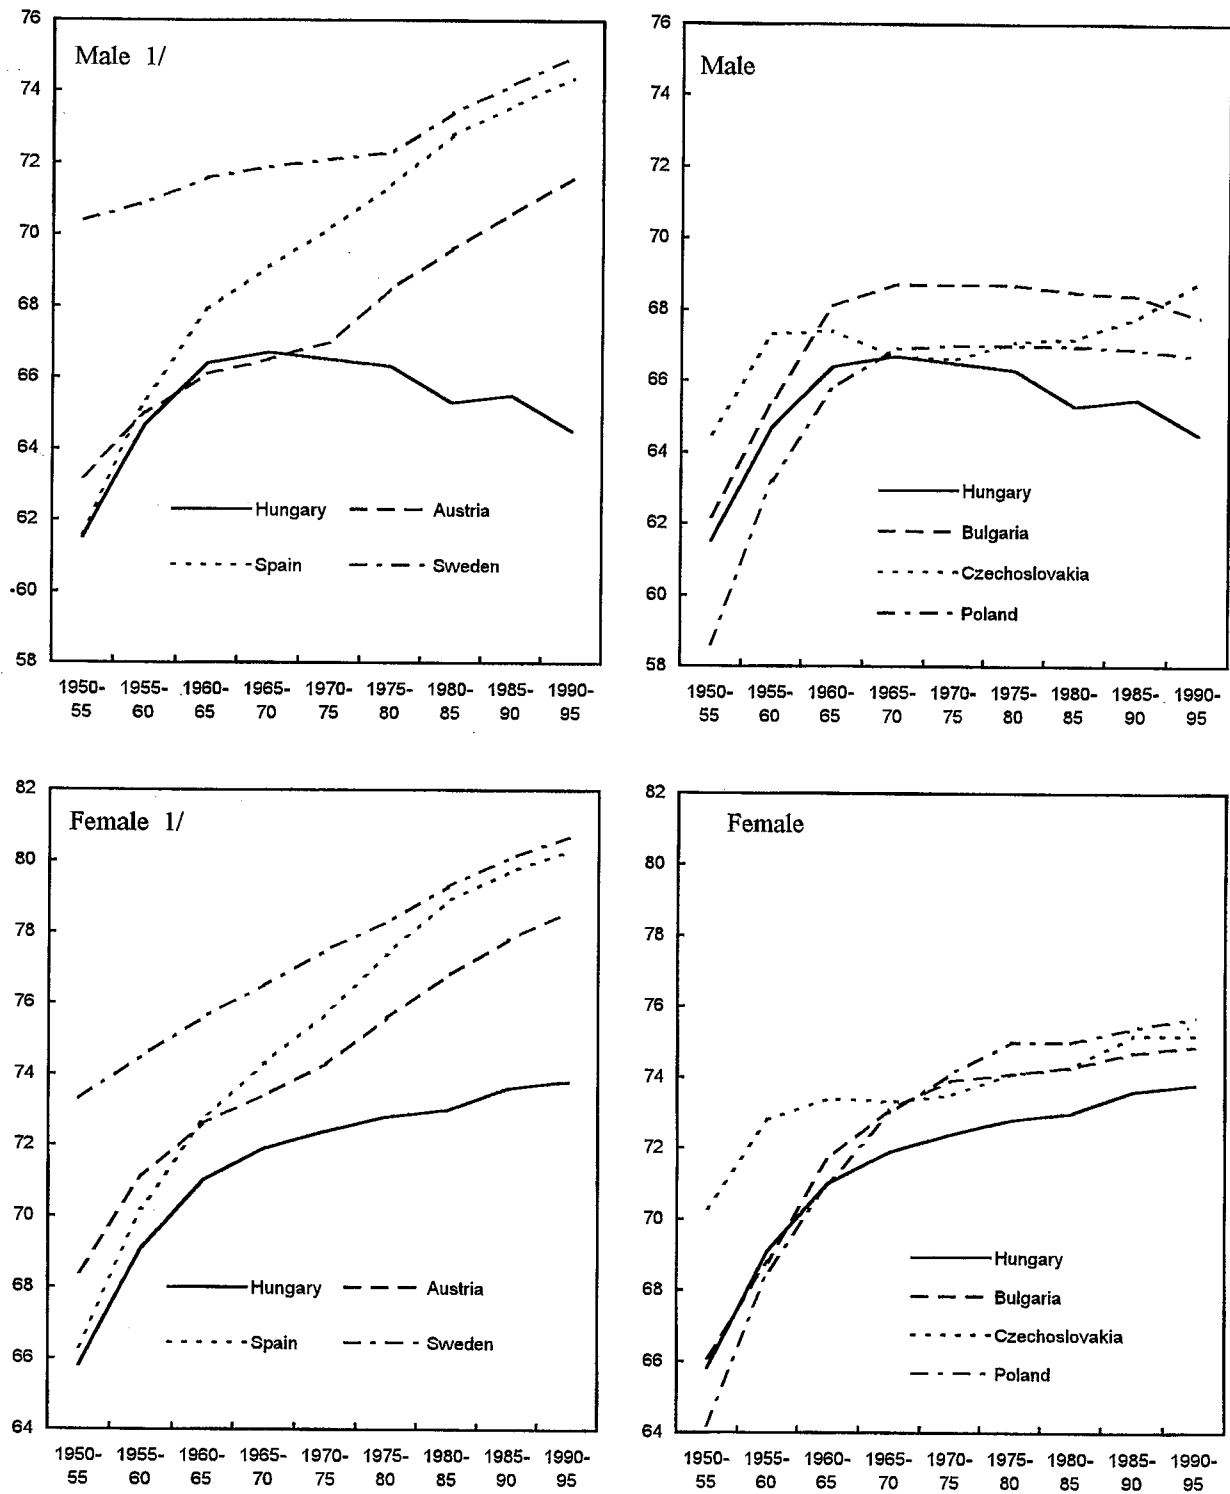 Male 1/
76
74
72
70
68
66
64
62
60
58
Hungary Austria
Spain Sweden
1950- 1955- 1960- 1965- 1970- 1975- 1980- 1985- 1990-
55 60 65 70 75 80 85 90 95
Male
76
74
72
70
68
66
64
62
60
58
Hungary
Bulgaria
Czechoslovakia
Poland
1950- 1955- 1960- 1965- 1970- 1975- 1980- 1985- 1990-
55 60 65 70 75 80 85 90 95
Female 1/
82
80
78
76
74
72
70
68
66
64
Hungary Austria
Spain Sweden
1950- 1955- 1960- 1965- 1970- 1975- 1980- 1985- 1990-
55 60 65 70 75 80 85 90 95
Female
82
80
78
76
74
72
70
68
66
64
Hungary
Bulgaria
Czechoslovakia
Poland
1950- 1955- 1960- 1965- 1970- 1975- 1980- 1985- 1990-
55 60 65 70 75 80 85 90 95